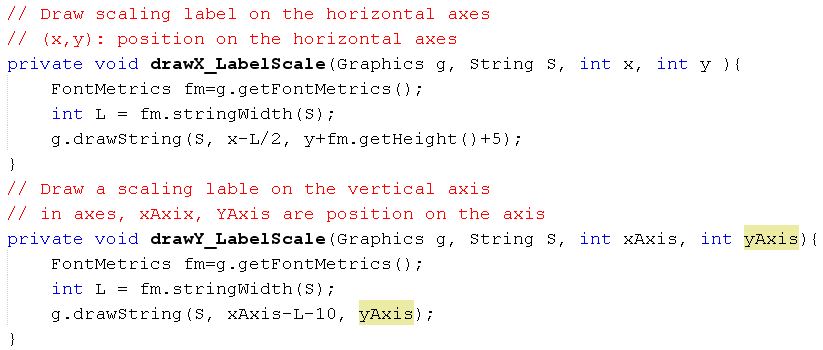 // Draw scaling label on the horizontal axes
// (x,y): position on the horizontal axes
private void drawX_LabelScale(Graphics g, String S, int x, int y ){
    FontMetrics fm=g.getFontMetrics();
    int L = fm.stringWidth(S);
    g.drawString(S, x-L/2, y+fm.getHeight()+5);
}
// Draw a scaling lable on the vertical axis
// in axes, xAxix, YAxis are position on the axis
private void drawY_LabelScale(Graphics g, String S, int xAxis, int yAxis){
    FontMetrics fm=g.getFontMetrics();
    int L = fm.stringWidth(S);
    g.drawString(S, xAxis-L-10, yAxis);
}